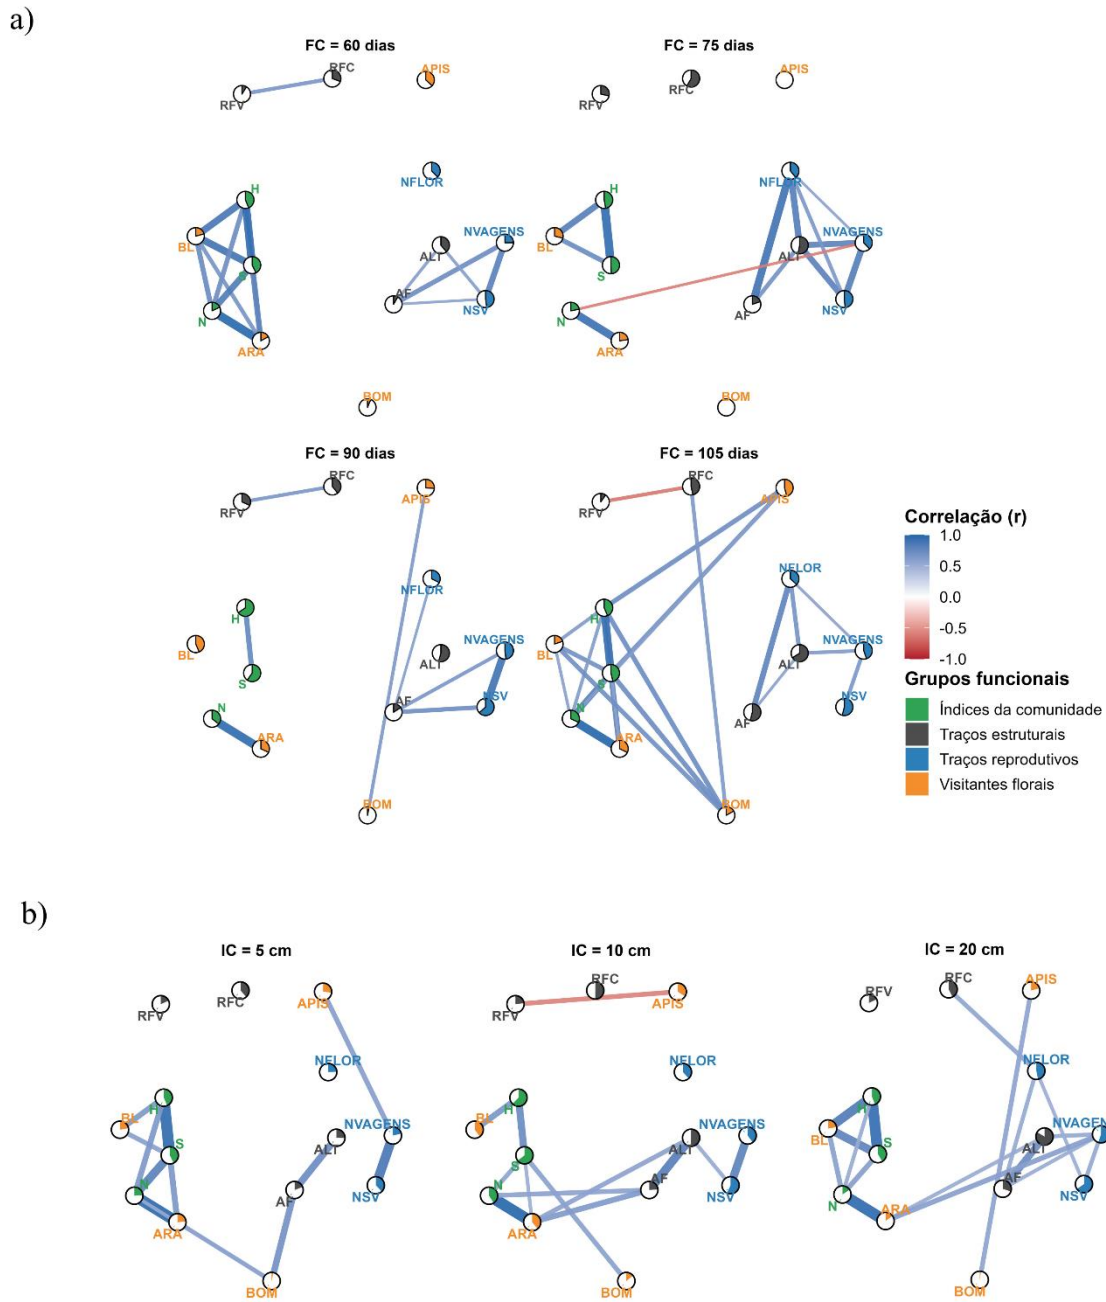 a)
FC = 60 dias
FC = 75 dias
RFV
RFC
APIS
RFV
RFC
APIS
NFLOR
NFLOR
H
BL
S
N
ARA
NVAGENS
ALT
AF
NSV
H
BL
S
N
ARA
NVAGENS
ALT
AF
NSV
BOM
BOM
FC = 90 dias
FC = 105 dias
RFV
RFC
APIS
RFV
RFC
APIS
NFLOR
NFLOR
H
BL
S
N
ARA
NVAGENS
ALT
AF
NSV
H
BL
S
N
ARA
NVAGENS
ALT
AF
NSV
BOM
BOM
Correlação (r)
1.0
0.5
0.0
-0.5
-1.0
Grupos funcionais
Índices da comunidade
Traços estruturais
Traços reprodutivos
Visitantes florais
b)
IC = 5 cm
IC = 10 cm
IC = 20 cm
RFV
RFC
APIS
RFV
RFC
APIS
RFV
RFC
APIS
NFLOR
NFLOR
NFLOR
BL
H
S
N
ARA
NVAGENS
ALT
AF
NSV
BOM
BL
H
S
N
ARA
NVAGENS
ALT
AF
NSV
BOM
BL
H
S
N
ARA
NVAGENS
ALT
AF
NSV
BOM